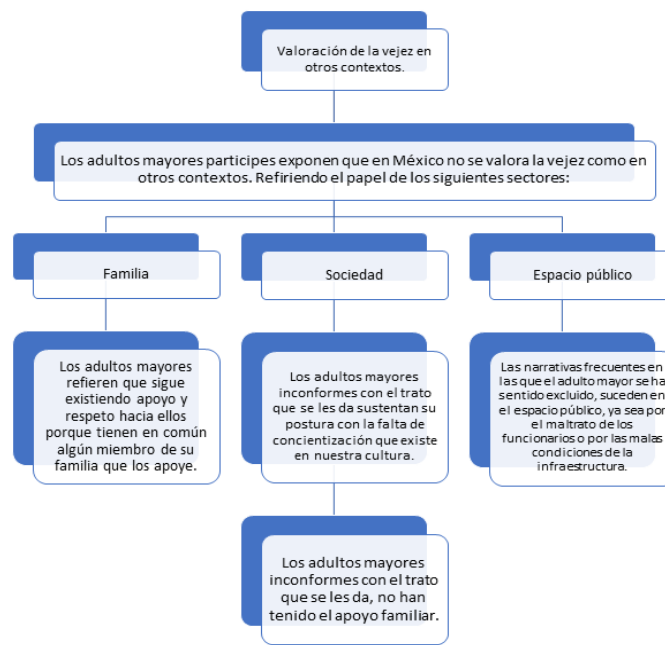 Valoración de la vejez en
otros contextos.
Los adultos mayores participes exponen que en México no se valora la vejez como en
otros contextos. Refiriendo el papel de los siguientes sectores:
Familia
Sociedad
Espacio público
Los adultos mayores
refieren que sigue
existiendo apoyo y
respeto hacia ellos
porque tienen en común
algún miembro de su
familia que los apoye.
Los adultos mayores
inconformes con el trato
que se les da sustentan su
postura con la falta de
concientización que existe
en nuestra cultura.
Las narrativas frecuentes en
las que el adulto mayor se ha
sentido excluido, suceden en
el espacio público, ya sea por
el maltrato de los
funcionarios o por las malas
condiciones de la
infraestructura.
Los adultos mayores
inconformes con el trato
que se les da, no han
tenido el apoyo familiar.